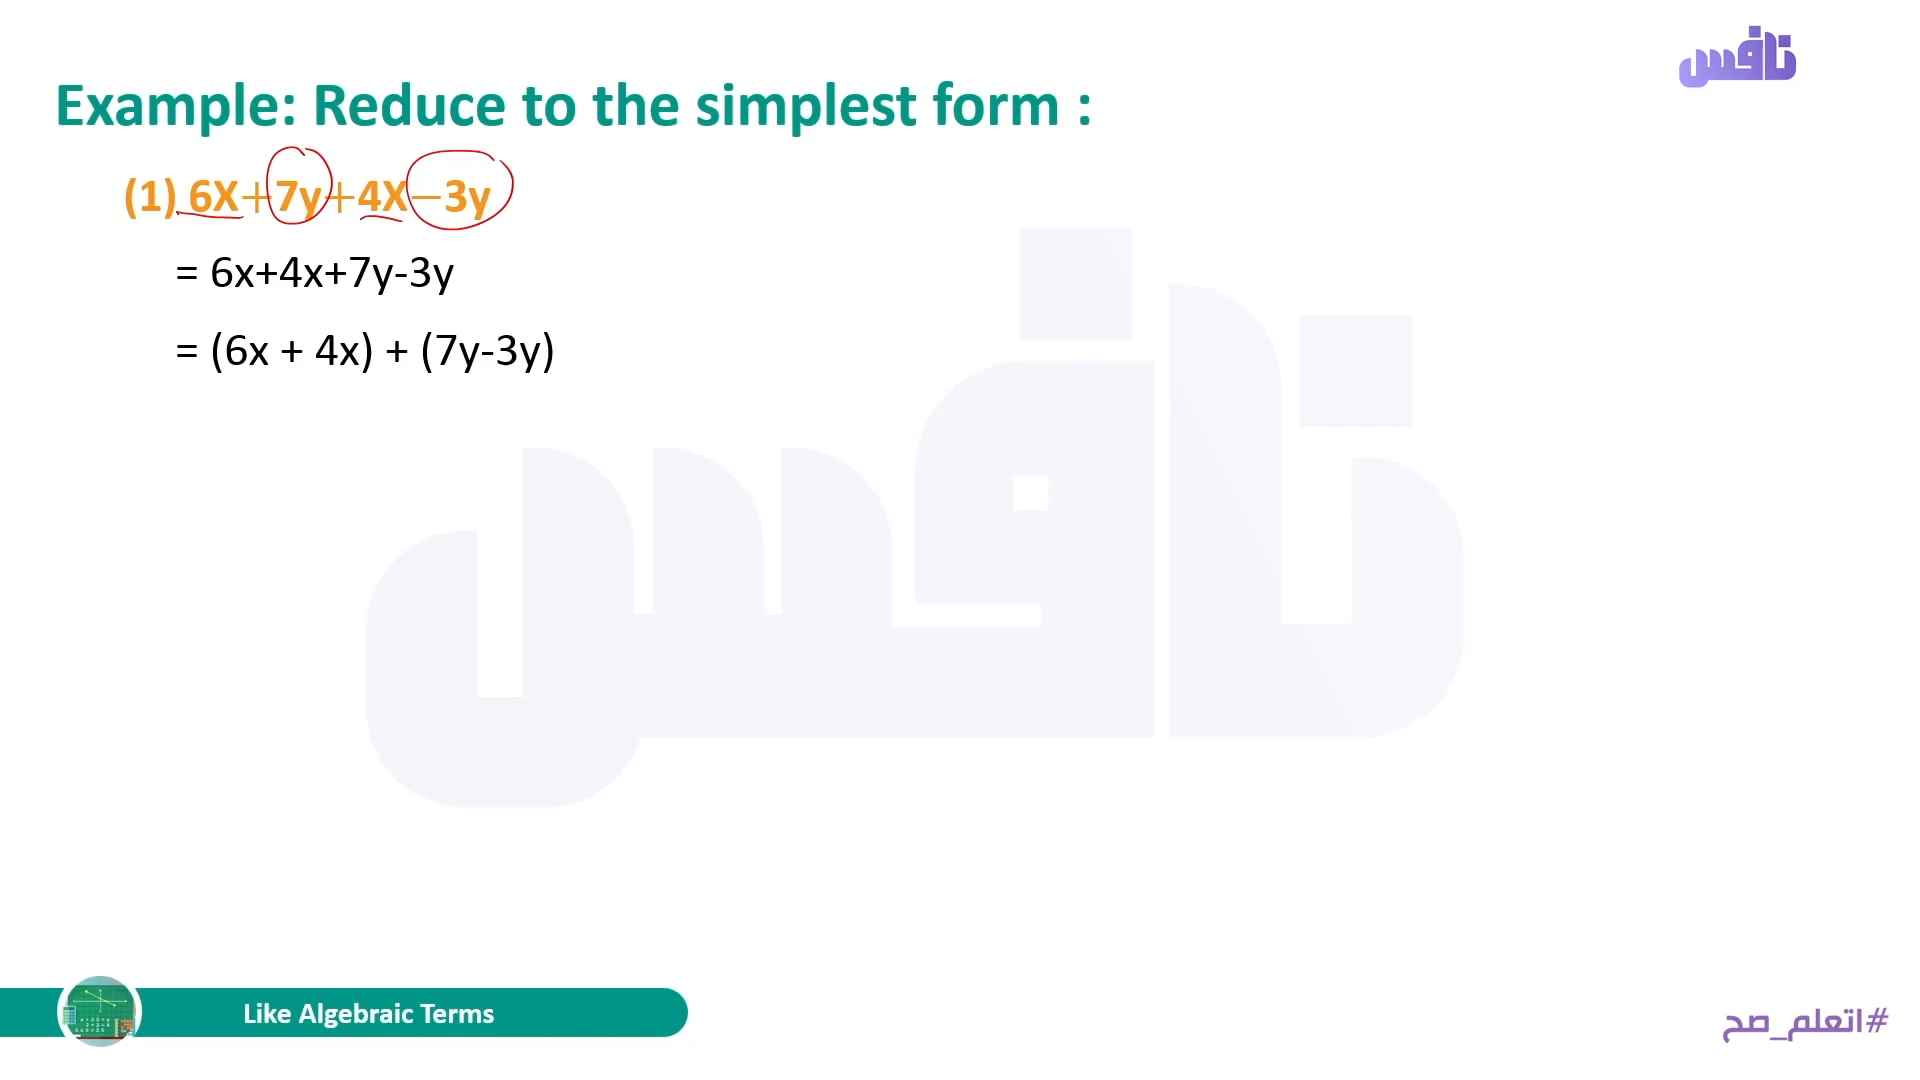 نافس
Example: Reduce to the simplest form :
(1) 6X+7y+4X−3y
= 6x+4x+7y-3y
= (6x + 4x) + (7y-3y)
نافس
Like Algebraic Terms
#اتعلم_صح